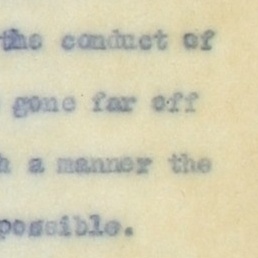 the conduct of
gone far off
h a manner the
possible.